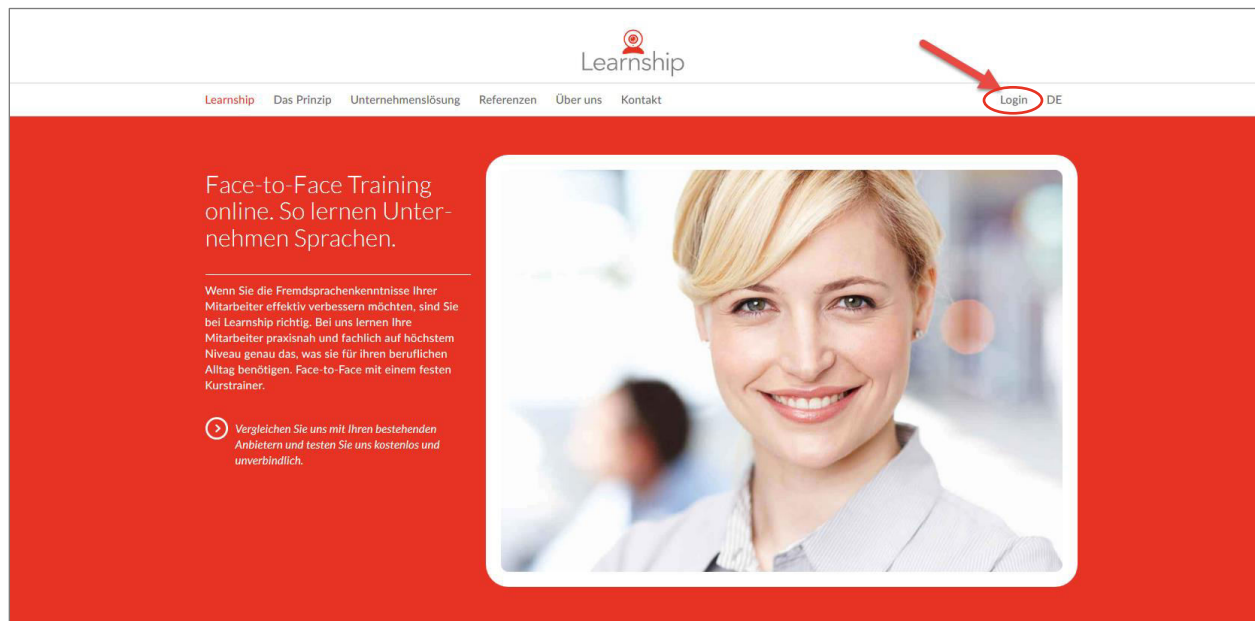 Learnship
Learnship Das Prinzip Unternehmenslösung Referenzen Über uns Kontakt Login DE
Face-to-Face Training
online. So lernen Unter-
nehmen Sprachen.
Wenn Sie die Fremdsprachenkenntnisse Ihrer
Mitarbeiter effektiv verbessern möchten, sind Sie
bei Learnship richtig. Bei uns lernen Ihre
Mitarbeiter praxisnah und fachlich auf höchstem
Niveau genau das, was sie für ihren beruflichen
Alltag benötigen. Face-to-Face mit einem festen
Kurstrainer.
Vergleichen Sie uns mit Ihren bestehenden
Anbietern und testen Sie uns kostenlos und
unverbindlich.